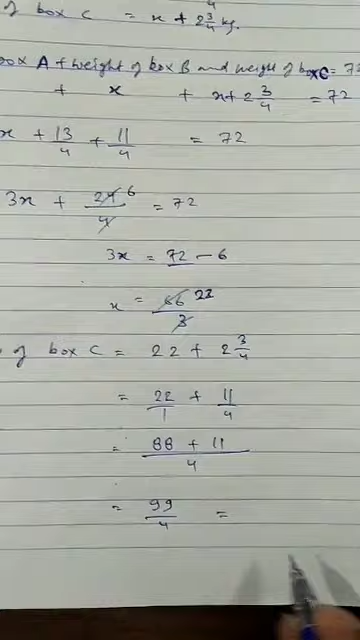 of box C = x + 2 3/4 kg.
box A + weight of box B and weight of box C = 72
+ x + x + 2 3/4 = 72
x + 13/4 + 11/4 = 72
3x + 24/4 6 = 72
3x = 72 - 6
x = 66/3 22
of box C = 22 + 2 3/4
= 22/1 + 11/4
= 88 + 11 / 4
= 99/4 =